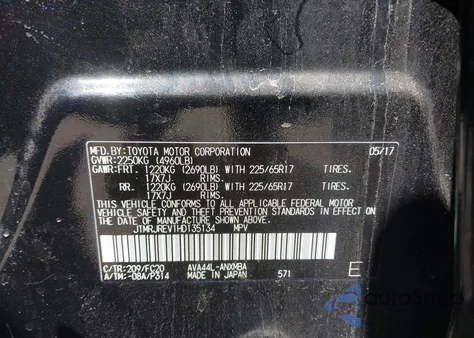 MFD.BY:TOYOTA MOTOR CORPORATION 05/17
GVWR:2250KG (4960LB)
GAWR:FRT. 1220KG (2690LB) WITH 225/65R17 TIRES.
17X7J RIMS.
RR. 1220KG (2690LB) WITH 225/65R17 TIRES.
17X7J RIMS.
THIS VEHICLE CONFORMS TO ALL APPLICABLE FEDERAL MOTOR
VEHICLE SAFETY AND THEFT PREVENTION STANDARDS IN EFFECT
ON THE DATE OF MANUFACTURE SHOWN ABOVE.
JTMRJREV1HD135134 MPV
C/TR:209/FC20 AVA44L-ANXMBA
A/TM:-08A/P314 MADE IN JAPAN 571 E